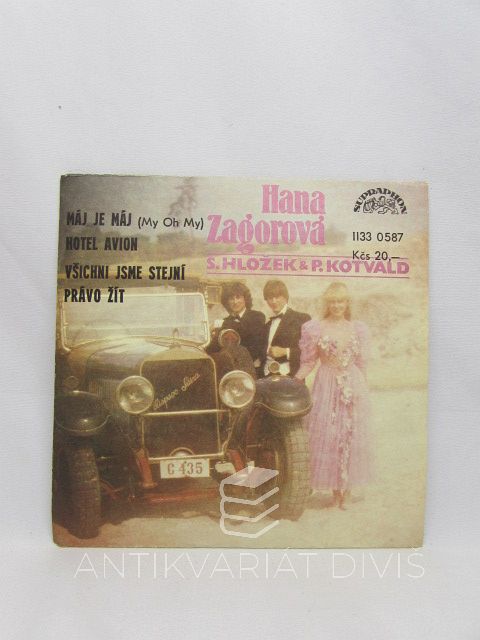 MÁJ JE MÁJ (My Oh My)
HOTEL AVION
VŠICHNI JSME STEJNÍ
PRÁVO ŽÍT
Hana
Zagorová
S. HLOŽEK & P. KOTVALD
SUPRAPHON
1133 0587
Kčs 20,—
C 435
ANTIKVARIÁT DIVIŠ